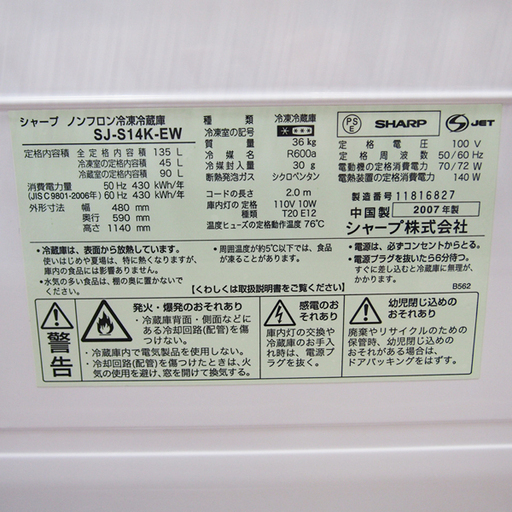 シャープ ノンフロン冷凍冷蔵庫
SJ-S14K-EW
定格内容積 全定格内容積 135 L
冷凍室の定格内容積 45 L
冷蔵室の定格内容積 90 L
消費電力量 50 Hz 430 kWh/年
(JIS C 9801-2006年) 60 Hz 430 kWh/年
外形寸法 幅 480 mm
奥行 590 mm
高さ 1140 mm
種類 冷凍冷蔵庫
冷凍室の記号
質量 36 kg
冷媒名 R600a
冷媒封入量 30 g
断熱発泡ガス シクロペンタン
コードの長さ 2.0 m
庫内灯の定格 110V 10W
T20 E12
温度ヒューズの定格動作温度 76℃
PS
E
SHARP
S JET
定格電圧 100 V
定格周波数 50/60 Hz
電動機の定格消費電力 70/72 W
電熱装置の定格消費電力 140 W
製造番号 11816827
中国製 2007年製
シャープ株式会社
・冷蔵庫は、表面から放熱しています。
使いはじめや夏場は、特に熱くなりますが、
異常ではありません。
・水気の多い食品は、棚の奥に置かないで
ください。
・周囲温度が約5℃以下では、食品
が凍ることがあります。
・電源は、必ずコンセントからとる。
・電源プラグを抜いたら6分待つ。
すぐに差し込むと冷蔵庫が故障
します。
【くわしくは取扱説明書をご覧ください】
B562
警告
発火・爆発のおそれあり
・冷蔵庫背面・側面などに
ある冷却回路(配管)を傷
つけない。
・冷蔵庫内で電気製品を使用しない。
・冷却回路(配管)を傷つけたときは、火
気の使用を避け、窓を開けて換気する。
感電の
おそれあり
庫内灯の交換や
冷蔵庫のお手入
れ時は、電源プラ
グを抜く。
幼児閉じ込めの
おそれあり
廃棄やリサイクルのための
保管時、幼児閉じ込めの
おそれがある場合は、
ドアパッキングをはずす。